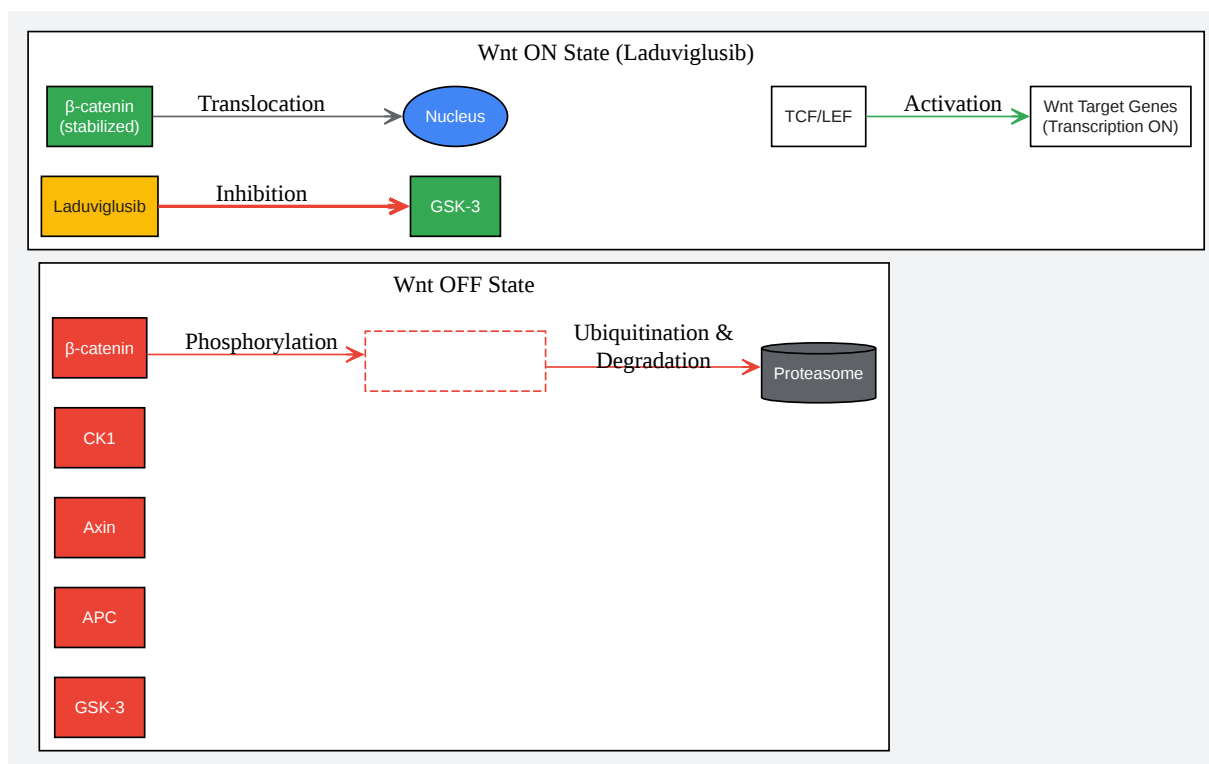 Wnt ON State (Laduviglusib)
β-catenin
(stabilized)
Translocation
Nucleus
TCF/LEF
Activation
Wnt Target Genes
(Transcription ON)
Laduviglusib
Inhibition
GSK-3
Wnt OFF State
β-catenin
Phosphorylation
Ubiquitination &
Degradation
Proteasome
CK1
Axin
APC
GSK-3